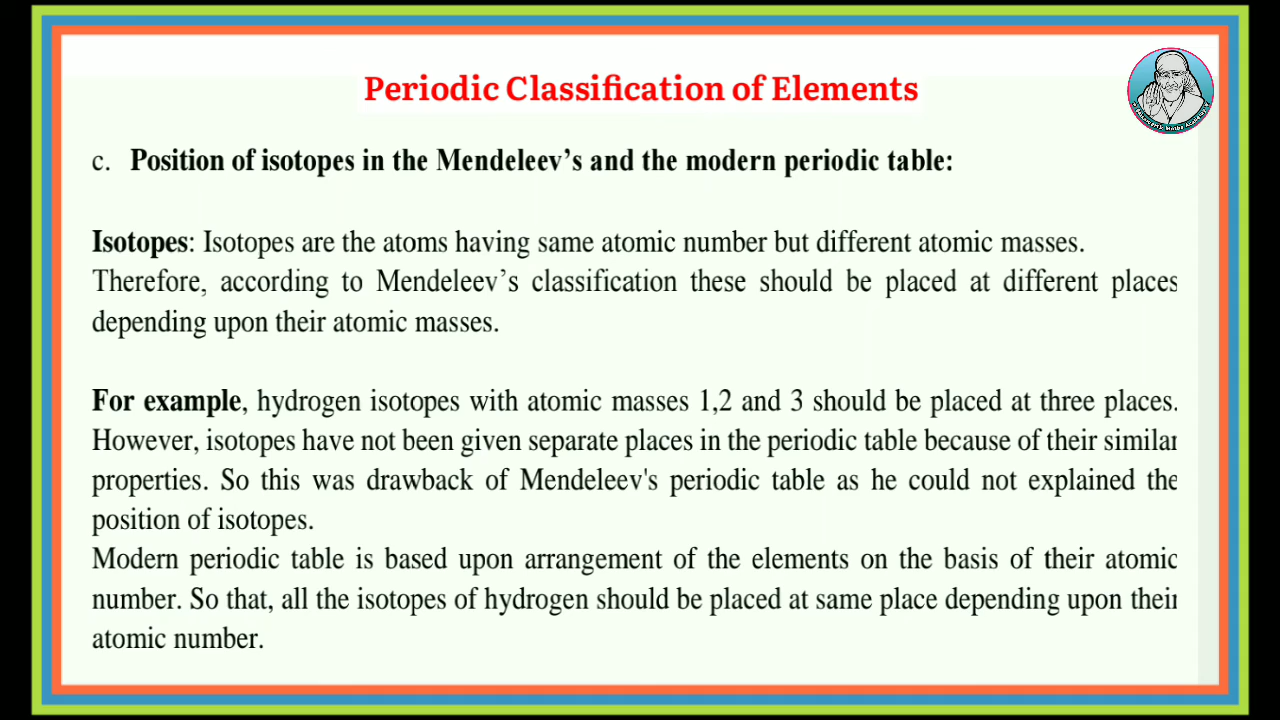 Periodic Classification of Elements
c. Position of isotopes in the Mendeleev’s and the modern periodic table:
Isotopes: Isotopes are the atoms having same atomic number but different atomic masses.
Therefore, according to Mendeleev’s classification these should be placed at different places
depending upon their atomic masses.
For example, hydrogen isotopes with atomic masses 1,2 and 3 should be placed at three places.
However, isotopes have not been given separate places in the periodic table because of their similar
properties. So this was drawback of Mendeleev's periodic table as he could not explained the
position of isotopes.
Modern periodic table is based upon arrangement of the elements on the basis of their atomic
number. So that, all the isotopes of hydrogen should be placed at same place depending upon their
atomic number.